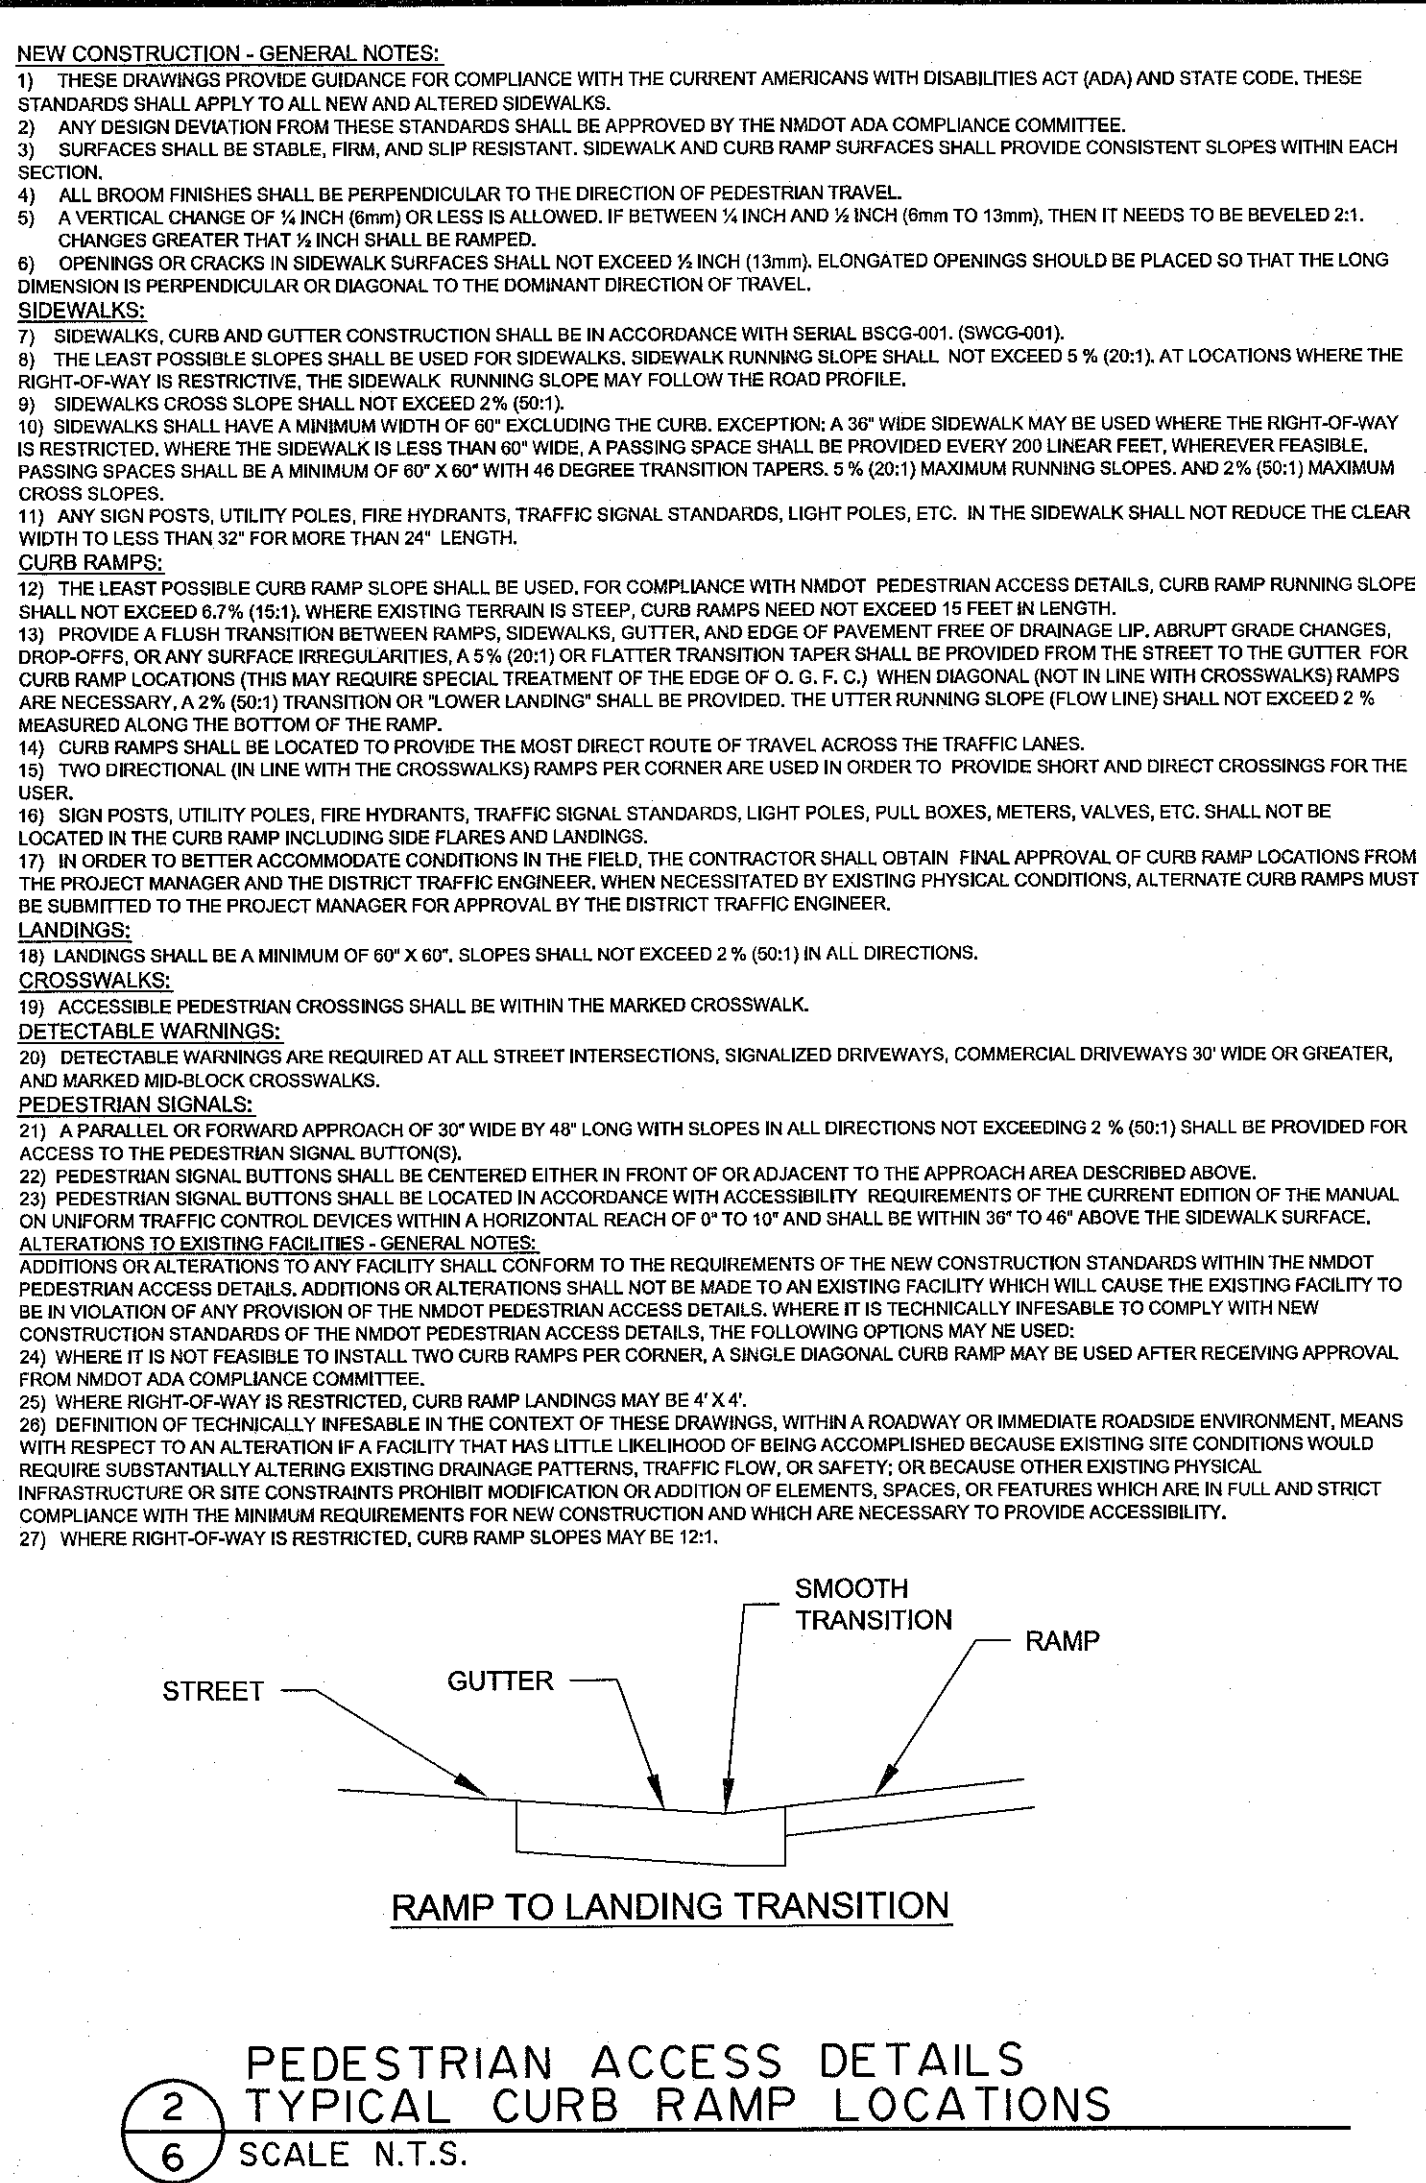 NEW CONSTRUCTION - GENERAL NOTES:
1) THESE DRAWINGS PROVIDE GUIDANCE FOR COMPLIANCE WITH THE CURRENT AMERICANS WITH DISABILITIES ACT (ADA) AND STATE CODE. THESE
STANDARDS SHALL APPLY TO ALL NEW AND ALTERED SIDEWALKS.
2) ANY DESIGN DEVIATION FROM THESE STANDARDS SHALL BE APPROVED BY THE NMDOT ADA COMPLIANCE COMMITTEE.
3) SURFACES SHALL BE STABLE, FIRM, AND SLIP RESISTANT. SIDEWALK AND CURB RAMP SURFACES SHALL PROVIDE CONSISTENT SLOPES WITHIN EACH
SECTION.
4) ALL BROOM FINISHES SHALL BE PERPENDICULAR TO THE DIRECTION OF PEDESTRIAN TRAVEL.
5) A VERTICAL CHANGE OF ¼ INCH (6mm) OR LESS IS ALLOWED. IF BETWEEN ¼ INCH AND ½ INCH (6mm TO 13mm), THEN IT NEEDS TO BE BEVELED 2:1.
CHANGES GREATER THAT ½ INCH SHALL BE RAMPED.
6) OPENINGS OR CRACKS IN SIDEWALK SURFACES SHALL NOT EXCEED ½ INCH (13mm). ELONGATED OPENINGS SHOULD BE PLACED SO THAT THE LONG
DIMENSION IS PERPENDICULAR OR DIAGONAL TO THE DOMINANT DIRECTION OF TRAVEL.
SIDEWALKS:
7) SIDEWALKS, CURB AND GUTTER CONSTRUCTION SHALL BE IN ACCORDANCE WITH SERIAL BSCG-001. (SWCG-001).
8) THE LEAST POSSIBLE SLOPES SHALL BE USED FOR SIDEWALKS. SIDEWALK RUNNING SLOPE SHALL NOT EXCEED 5 % (20:1). AT LOCATIONS WHERE THE
RIGHT-OF-WAY IS RESTRICTIVE, THE SIDEWALK RUNNING SLOPE MAY FOLLOW THE ROAD PROFILE.
9) SIDEWALKS CROSS SLOPE SHALL NOT EXCEED 2% (50:1).
10) SIDEWALKS SHALL HAVE A MINIMUM WIDTH OF 60" EXCLUDING THE CURB. EXCEPTION: A 36" WIDE SIDEWALK MAY BE USED WHERE THE RIGHT-OF-WAY
IS RESTRICTED. WHERE THE SIDEWALK IS LESS THAN 60" WIDE, A PASSING SPACE SHALL BE PROVIDED EVERY 200 LINEAR FEET, WHEREVER FEASIBLE.
PASSING SPACES SHALL BE A MINIMUM OF 60" X 60" WITH 46 DEGREE TRANSITION TAPERS. 5 % (20:1) MAXIMUM RUNNING SLOPES. AND 2% (50:1) MAXIMUM
CROSS SLOPES.
11) ANY SIGN POSTS, UTILITY POLES, FIRE HYDRANTS, TRAFFIC SIGNAL STANDARDS, LIGHT POLES, ETC. IN THE SIDEWALK SHALL NOT REDUCE THE CLEAR
WIDTH TO LESS THAN 32" FOR MORE THAN 24" LENGTH.
CURB RAMPS:
12) THE LEAST POSSIBLE CURB RAMP SLOPE SHALL BE USED. FOR COMPLIANCE WITH NMDOT PEDESTRIAN ACCESS DETAILS, CURB RAMP RUNNING SLOPE
SHALL NOT EXCEED 6.7% (15:1). WHERE EXISTING TERRAIN IS STEEP, CURB RAMPS NEED NOT EXCEED 15 FEET IN LENGTH.
13) PROVIDE A FLUSH TRANSITION BETWEEN RAMPS, SIDEWALKS, GUTTER, AND EDGE OF PAVEMENT FREE OF DRAINAGE LIP. ABRUPT GRADE CHANGES,
DROP-OFFS, OR ANY SURFACE IRREGULARITIES, A 5% (20:1) OR FLATTER TRANSITION TAPER SHALL BE PROVIDED FROM THE STREET TO THE GUTTER FOR
CURB RAMP LOCATIONS (THIS MAY REQUIRE SPECIAL TREATMENT OF THE EDGE OF O. G. F. C.) WHEN DIAGONAL (NOT IN LINE WITH CROSSWALKS) RAMPS
ARE NECESSARY, A 2% (50:1) TRANSITION OR "LOWER LANDING" SHALL BE PROVIDED. THE UTTER RUNNING SLOPE (FLOW LINE) SHALL NOT EXCEED 2 %
MEASURED ALONG THE BOTTOM OF THE RAMP.
14) CURB RAMPS SHALL BE LOCATED TO PROVIDE THE MOST DIRECT ROUTE OF TRAVEL ACROSS THE TRAFFIC LANES.
15) TWO DIRECTIONAL (IN LINE WITH THE CROSSWALKS) RAMPS PER CORNER ARE USED IN ORDER TO PROVIDE SHORT AND DIRECT CROSSINGS FOR THE
USER.
16) SIGN POSTS, UTILITY POLES, FIRE HYDRANTS, TRAFFIC SIGNAL STANDARDS, LIGHT POLES, PULL BOXES, METERS, VALVES, ETC. SHALL NOT BE
LOCATED IN THE CURB RAMP INCLUDING SIDE FLARES AND LANDINGS.
17) IN ORDER TO BETTER ACCOMMODATE CONDITIONS IN THE FIELD, THE CONTRACTOR SHALL OBTAIN FINAL APPROVAL OF CURB RAMP LOCATIONS FROM
THE PROJECT MANAGER AND THE DISTRICT TRAFFIC ENGINEER. WHEN NECESSITATED BY EXISTING PHYSICAL CONDITIONS, ALTERNATE CURB RAMPS MUST
BE SUBMITTED TO THE PROJECT MANAGER FOR APPROVAL BY THE DISTRICT TRAFFIC ENGINEER.
LANDINGS:
18) LANDINGS SHALL BE A MINIMUM OF 60" X 60". SLOPES SHALL NOT EXCEED 2 % (50:1) IN ALL DIRECTIONS.
CROSSWALKS:
19) ACCESSIBLE PEDESTRIAN CROSSINGS SHALL BE WITHIN THE MARKED CROSSWALK.
DETECTABLE WARNINGS:
20) DETECTABLE WARNINGS ARE REQUIRED AT ALL STREET INTERSECTIONS, SIGNALIZED DRIVEWAYS, COMMERCIAL DRIVEWAYS 30' WIDE OR GREATER,
AND MARKED MID-BLOCK CROSSWALKS.
PEDESTRIAN SIGNALS:
21) A PARALLEL OR FORWARD APPROACH OF 30" WIDE BY 48" LONG WITH SLOPES IN ALL DIRECTIONS NOT EXCEEDING 2 % (50:1) SHALL BE PROVIDED FOR
ACCESS TO THE PEDESTRIAN SIGNAL BUTTON(S).
22) PEDESTRIAN SIGNAL BUTTONS SHALL BE CENTERED EITHER IN FRONT OF OR ADJACENT TO THE APPROACH AREA DESCRIBED ABOVE.
23) PEDESTRIAN SIGNAL BUTTONS SHALL BE LOCATED IN ACCORDANCE WITH ACCESSIBILITY REQUIREMENTS OF THE CURRENT EDITION OF THE MANUAL
ON UNIFORM TRAFFIC CONTROL DEVICES WITHIN A HORIZONTAL REACH OF 0" TO 10" AND SHALL BE WITHIN 36" TO 46" ABOVE THE SIDEWALK SURFACE.
ALTERATIONS TO EXISTING FACILITIES - GENERAL NOTES:
ADDITIONS OR ALTERATIONS TO ANY FACILITY SHALL CONFORM TO THE REQUIREMENTS OF THE NEW CONSTRUCTION STANDARDS WITHIN THE NMDOT
PEDESTRIAN ACCESS DETAILS. ADDITIONS OR ALTERATIONS SHALL NOT BE MADE TO AN EXISTING FACILITY WHICH WILL CAUSE THE EXISTING FACILITY TO
BE IN VIOLATION OF ANY PROVISION OF THE NMDOT PEDESTRIAN ACCESS DETAILS. WHERE IT IS TECHNICALLY INFESABLE TO COMPLY WITH NEW
CONSTRUCTION STANDARDS OF THE NMDOT PEDESTRIAN ACCESS DETAILS, THE FOLLOWING OPTIONS MAY NE USED:
24) WHERE IT IS NOT FEASIBLE TO INSTALL TWO CURB RAMPS PER CORNER, A SINGLE DIAGONAL CURB RAMP MAY BE USED AFTER RECEIVING APPROVAL
FROM NMDOT ADA COMPLIANCE COMMITTEE.
25) WHERE RIGHT-OF-WAY IS RESTRICTED, CURB RAMP LANDINGS MAY BE 4' X 4'.
26) DEFINITION OF TECHNICALLY INFESABLE IN THE CONTEXT OF THESE DRAWINGS, WITHIN A ROADWAY OR IMMEDIATE ROADSIDE ENVIRONMENT, MEANS
WITH RESPECT TO AN ALTERATION IF A FACILITY THAT HAS LITTLE LIKELIHOOD OF BEING ACCOMPLISHED BECAUSE EXISTING SITE CONDITIONS WOULD
REQUIRE SUBSTANTIALLY ALTERING EXISTING DRAINAGE PATTERNS, TRAFFIC FLOW, OR SAFETY; OR BECAUSE OTHER EXISTING PHYSICAL
INFRASTRUCTURE OR SITE CONSTRAINTS PROHIBIT MODIFICATION OR ADDITION OF ELEMENTS, SPACES, OR FEATURES WHICH ARE IN FULL AND STRICT
COMPLIANCE WITH THE MINIMUM REQUIREMENTS FOR NEW CONSTRUCTION AND WHICH ARE NECESSARY TO PROVIDE ACCESSIBILITY.
27) WHERE RIGHT-OF-WAY IS RESTRICTED, CURB RAMP SLOPES MAY BE 12:1.
SMOOTH
TRANSITION
RAMP
GUTTER
STREET
RAMP TO LANDING TRANSITION
PEDESTRIAN ACCESS DETAILS
2
TYPICAL CURB RAMP LOCATIONS
6
SCALE N.T.S.